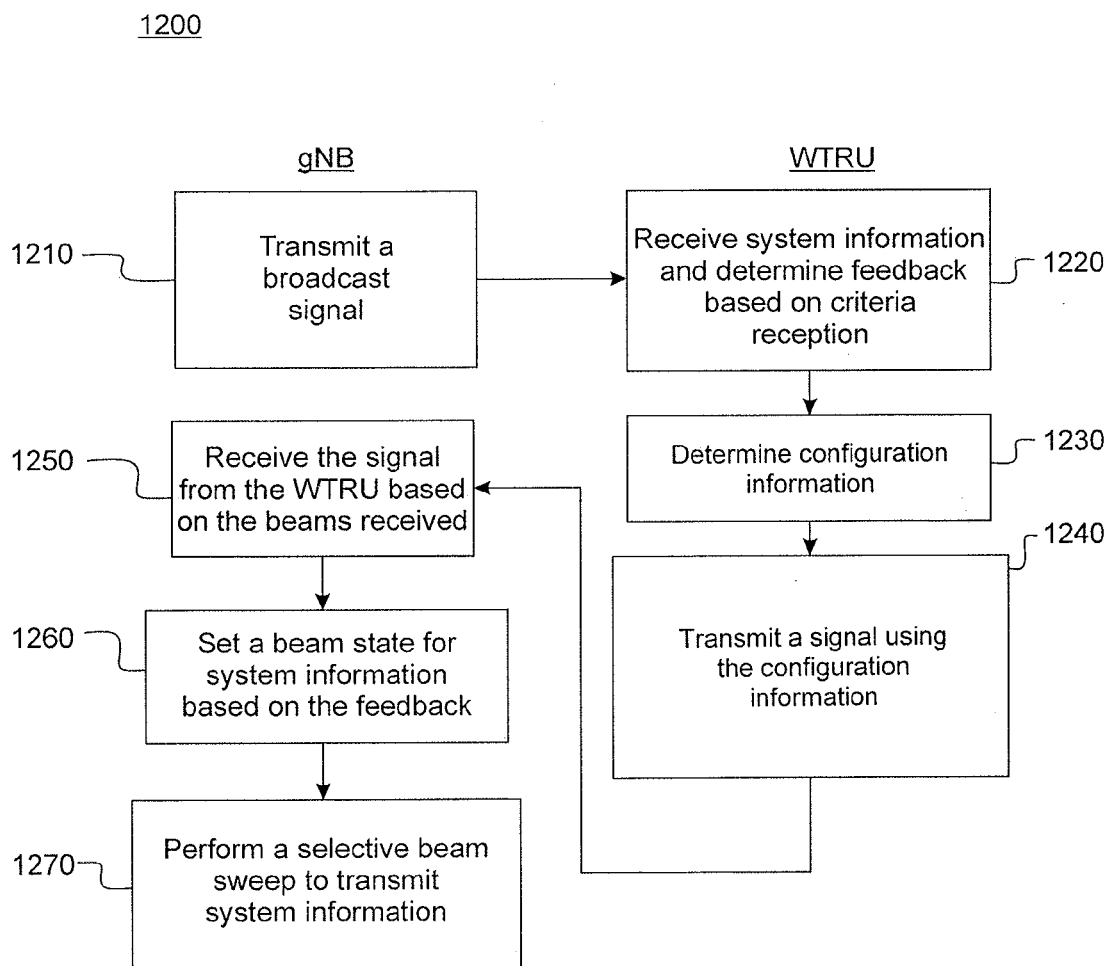 1200
gNB
WTRU
1210
Transmit a
broadcast
signal
Receive system information
and determine feedback
based on criteria
reception
1220
Determine configuration
information
1230
1240
Transmit a signal using
the configuration
information
1250
Receive the signal
from the WTRU based
on the beams received
1260
Set a beam state for
system information
based on the feedback
1270
Perform a selective beam
sweep to transmit
system information